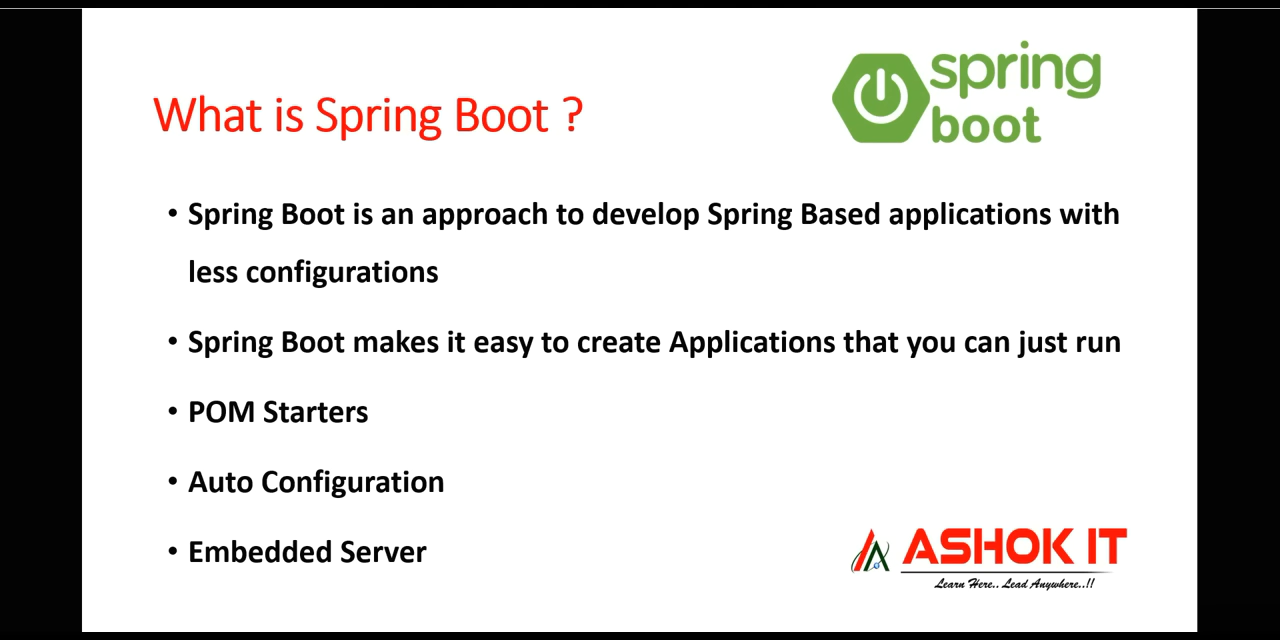 spring
boot
What is Spring Boot ?
• Spring Boot is an approach to develop Spring Based applications with
less configurations
• Spring Boot makes it easy to create Applications that you can just run
• POM Starters
• Auto Configuration
• Embedded Server
ASHOK IT
Learn Here.. Lead Anywhere..!!